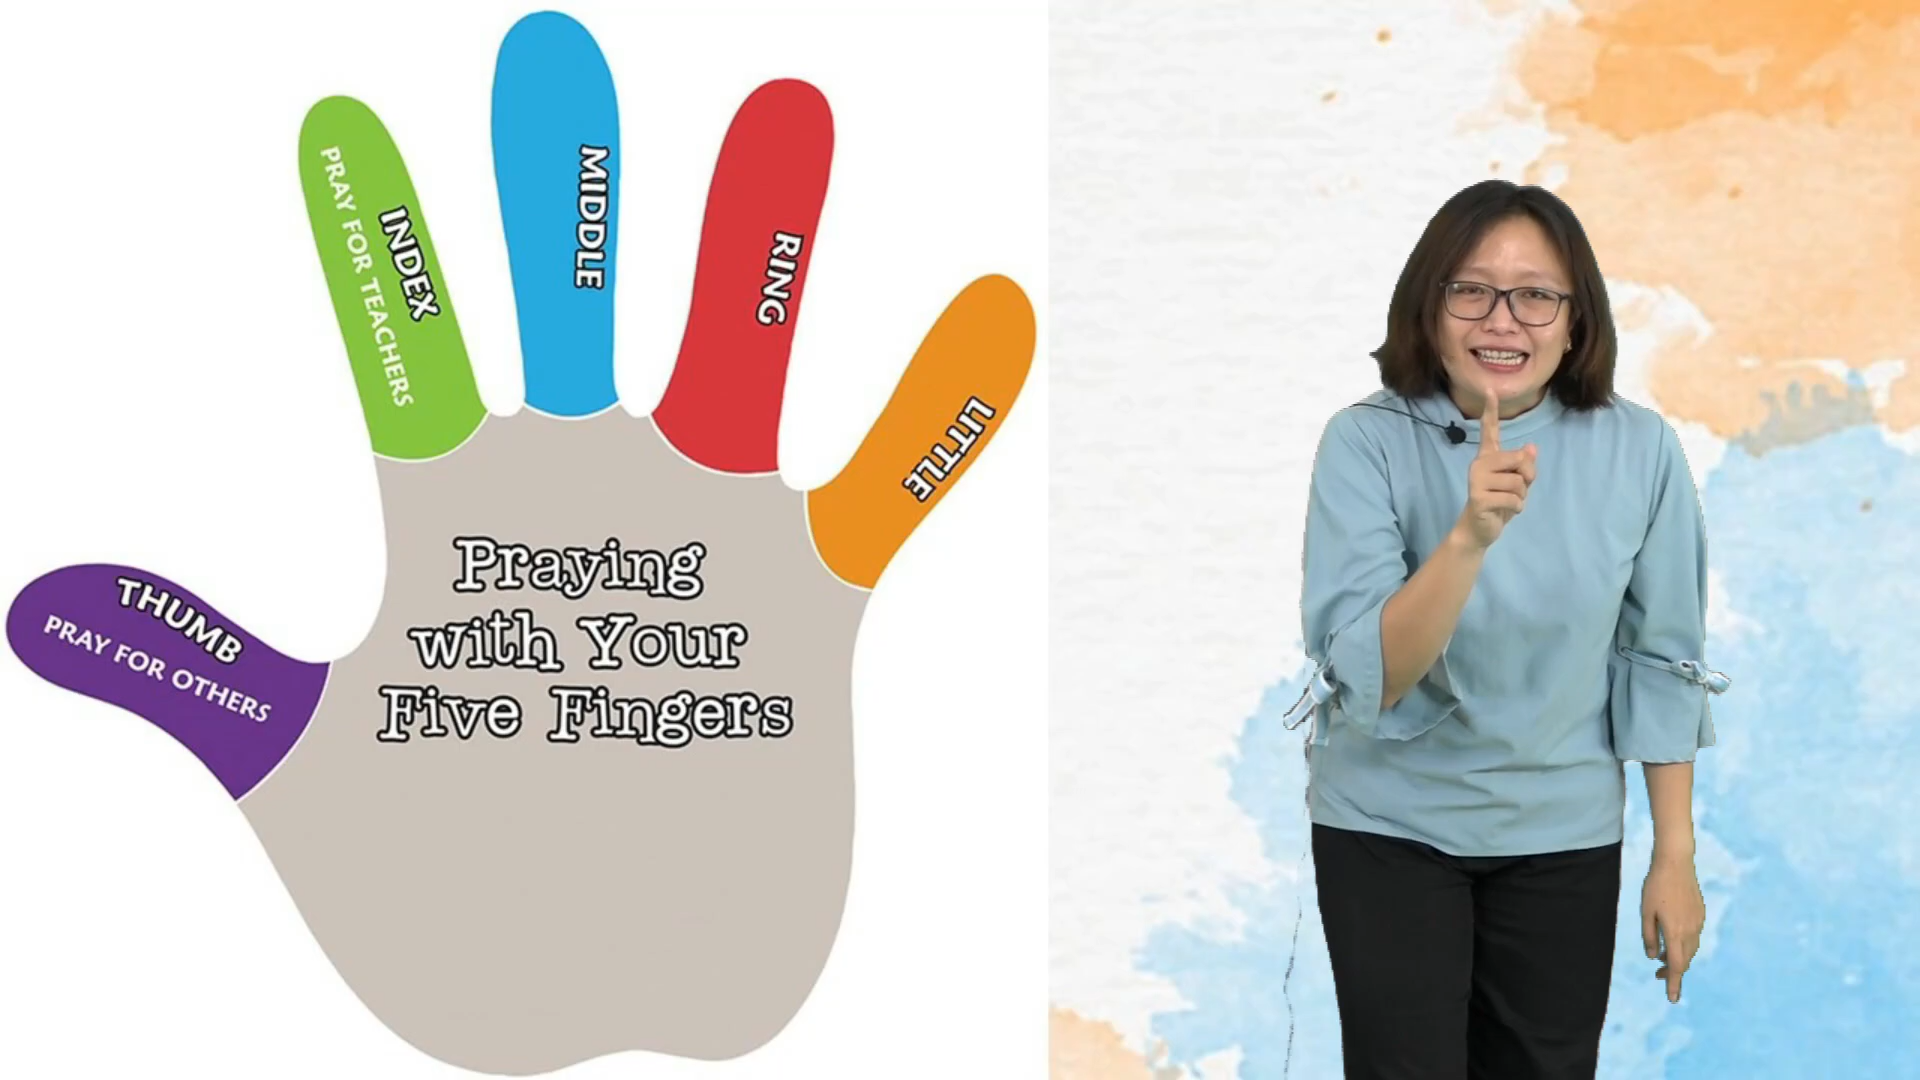 THUMB
PRAY FOR OTHERS
INDEX
PRAY FOR TEACHERS
MIDDLE
RING
LITTLE
Praying
with Your
Five Fingers